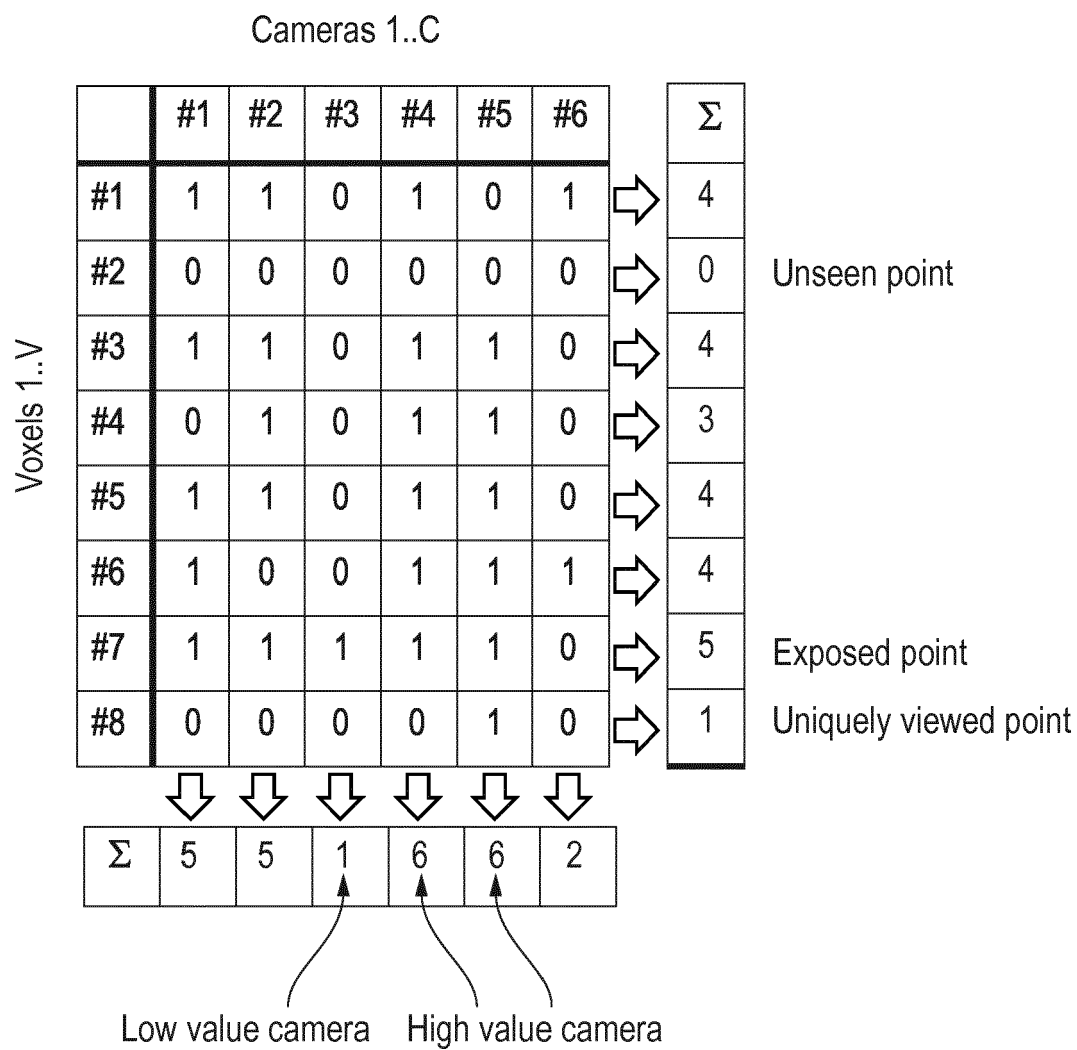 Cameras 1..C
#1 #2 #3 #4 #5 #6 Σ
#1 1 1 0 1 0 1 4
#2 0 0 0 0 0 0 0 Unseen point
#3 1 1 0 1 1 0 4
#4 0 1 0 1 1 0 3
Voxels 1..V
#5 1 1 0 1 1 0 4
#6 1 0 0 1 1 1 4
#7 1 1 1 1 1 0 5 Exposed point
#8 0 0 0 0 1 0 1 Uniquely viewed point
Σ 5 5 1 6 6 2
Low value camera High value camera